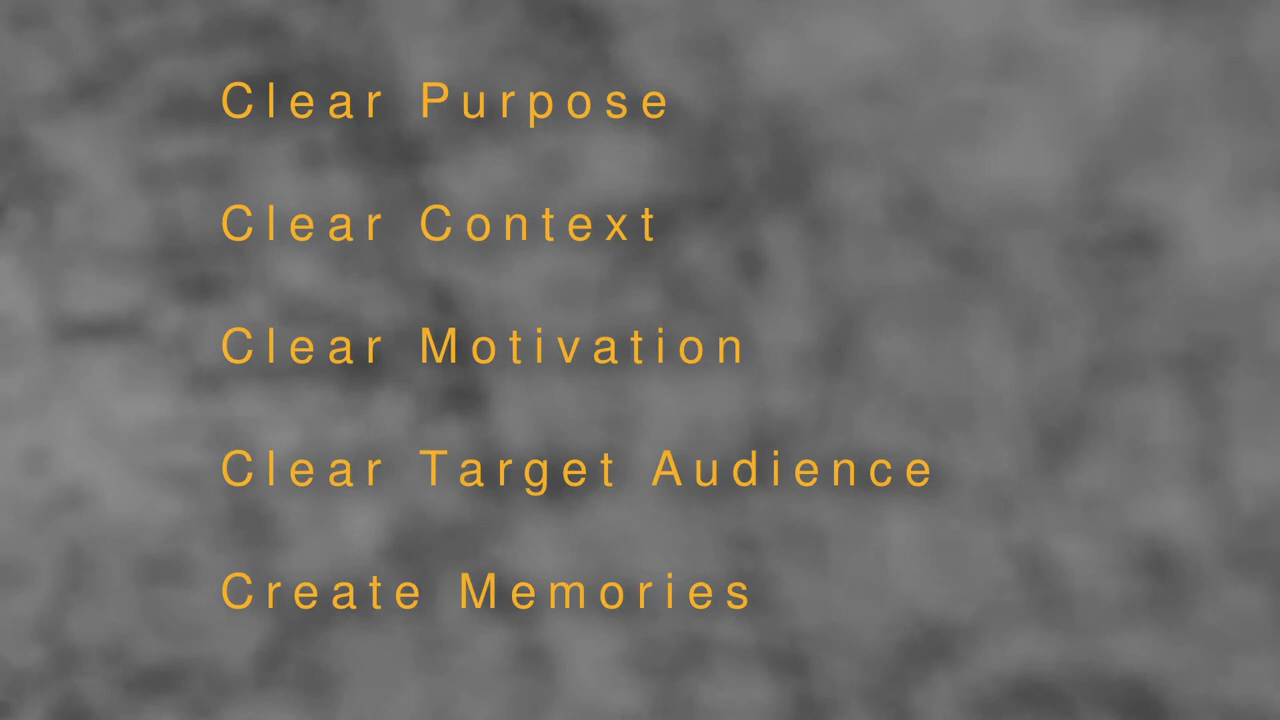 Clear Purpose
Clear Context
Clear Motivation
Clear Target Audience
Create Memories